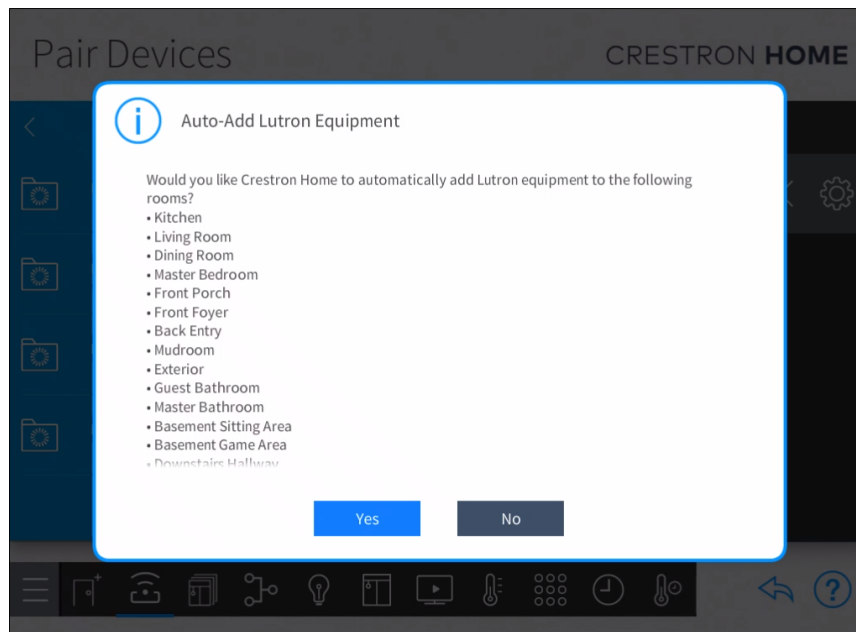 Pair Devices
CRESTRON HOME
Auto-Add Lutron Equipment
Would you like Crestron Home to automatically add Lutron equipment to the following
rooms?
• Kitchen
• Living Room
• Dining Room
• Master Bedroom
• Front Porch
• Front Foyer
• Back Entry
• Mudroom
• Exterior
• Guest Bathroom
• Master Bathroom
• Basement Sitting Area
• Basement Game Area
• Downstairs Hallway
Yes
No